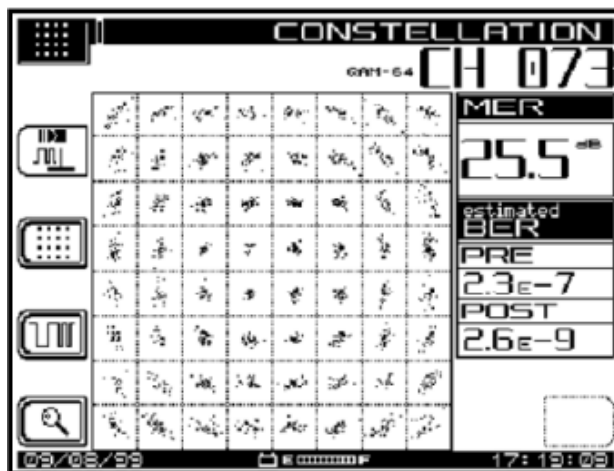 CONSTELLATION
QAM-64 CH 073
MER
25.5 dB
estimated
BER
PRE
2.3E-7
POST
2.6E-9
09/08/99 E F 17:19:09